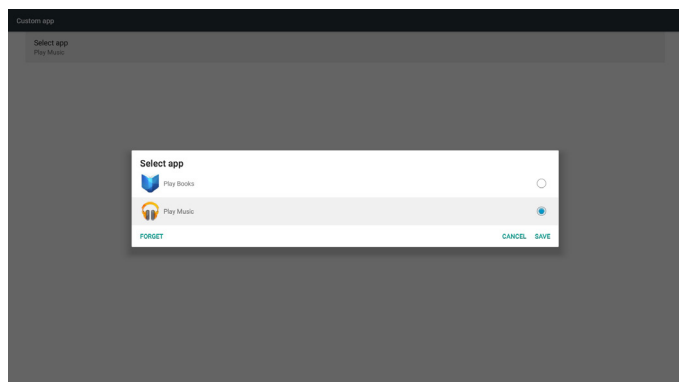 Custom app
Select app
Play Music
Select app
Play Books
Play Music
FORGET
CANCEL SAVE